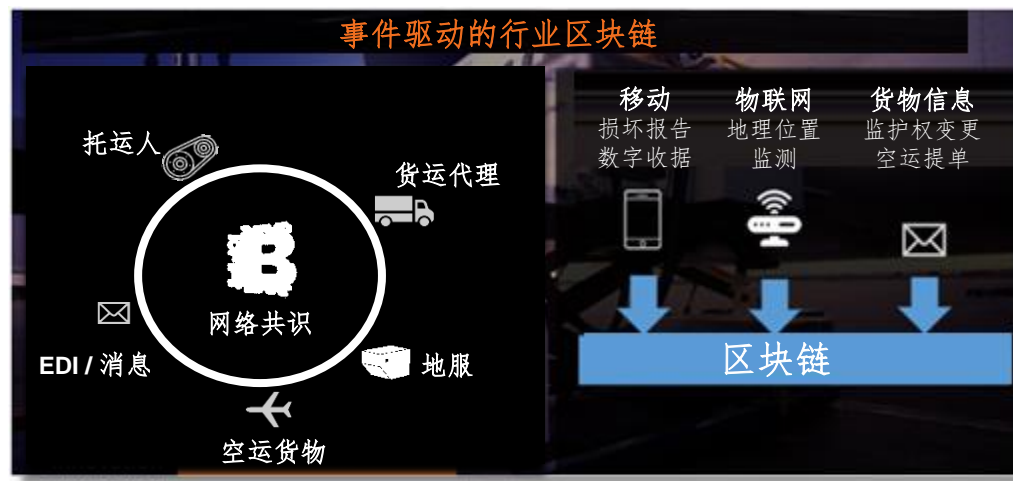 事件驱动的行业区块链
托运人
货运代理
网络共识
EDI / 消息
地服
空运货物
移动
损坏报告
数字收据
物联网
地理位置
监测
货物信息
监护权变更
空运提单
区块链